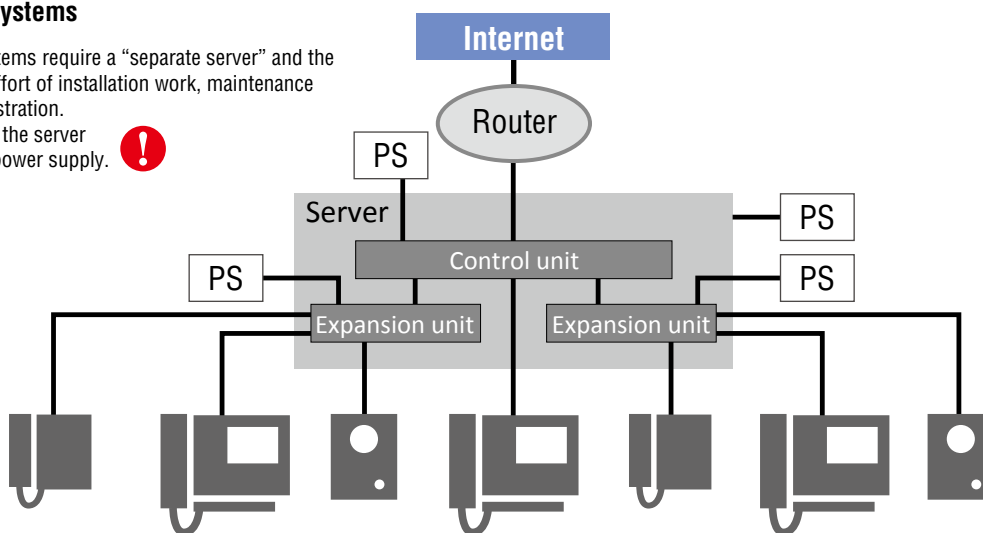 ystems
tems require a “separate server” and the
ffort of installation work, maintenance
stration.
the server
power supply.
Internet
Router
PS
Server
PS
Control unit
PS
PS
Expansion unit
Expansion unit